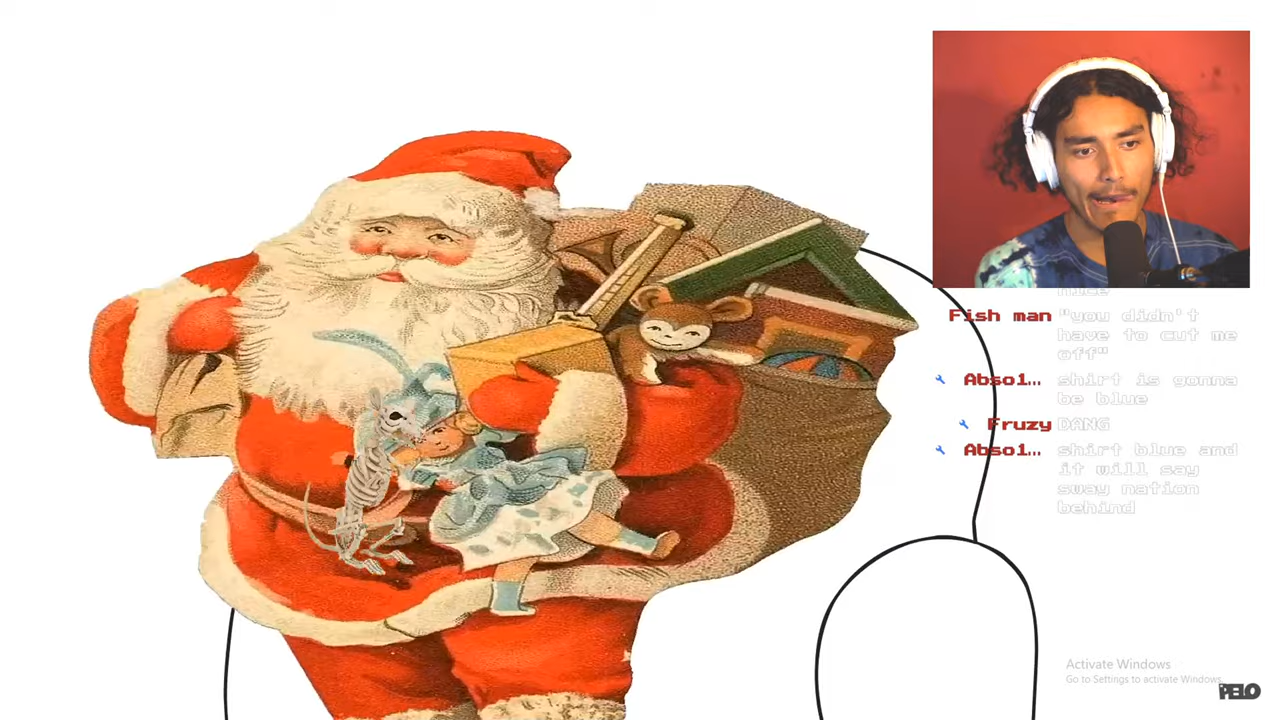 nice
Fish man "you didn't
have to cut me
off"
Abso1... shirt is gonna
be blue
Fruzy DANG
Abso1... shirt blue and
it will say
sway nation
behind
Activate Windows
Go to Settings to activate Windows.
PELO